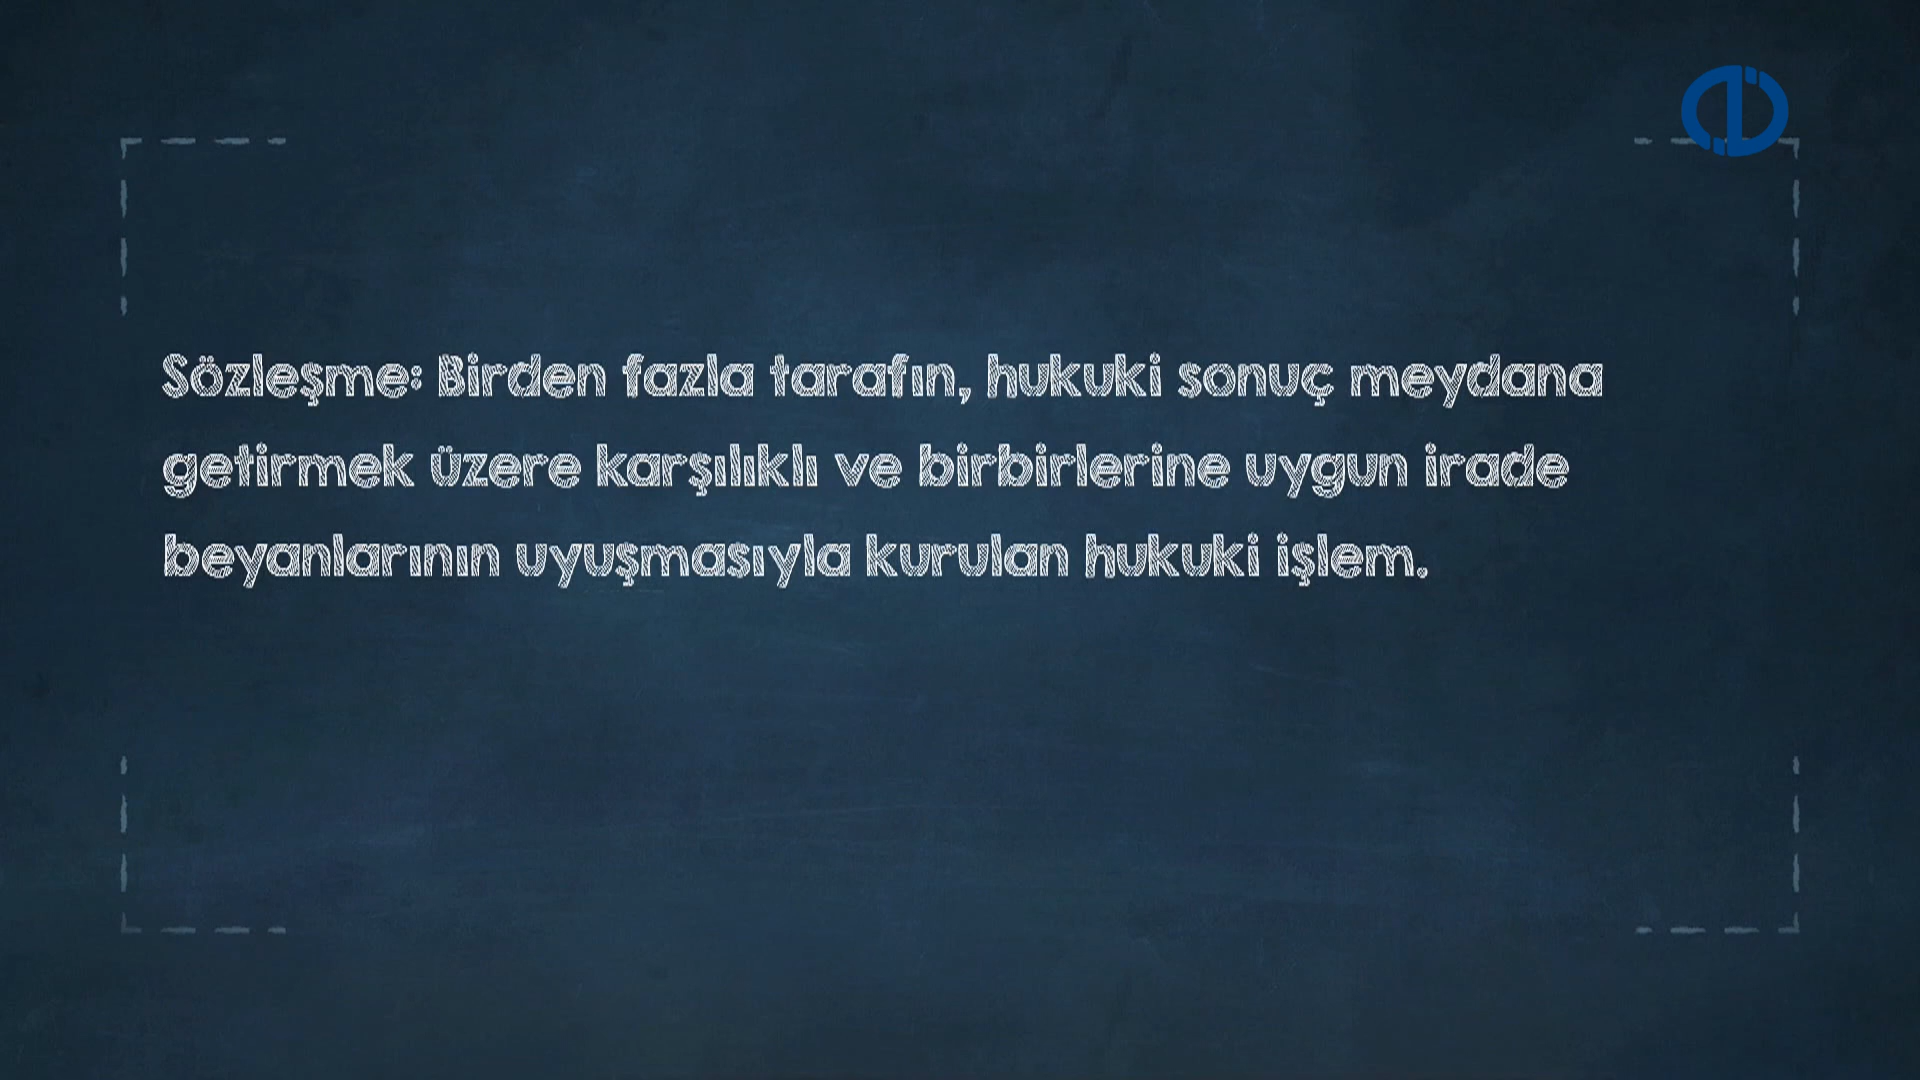 Sözleşme: Birden fazla tarafın, hukuki sonuç meydana
getirmek üzere karşılıklı ve birbirlerine uygun irade
beyanlarının uyuşmasıyla kurulan hukuki işlem.